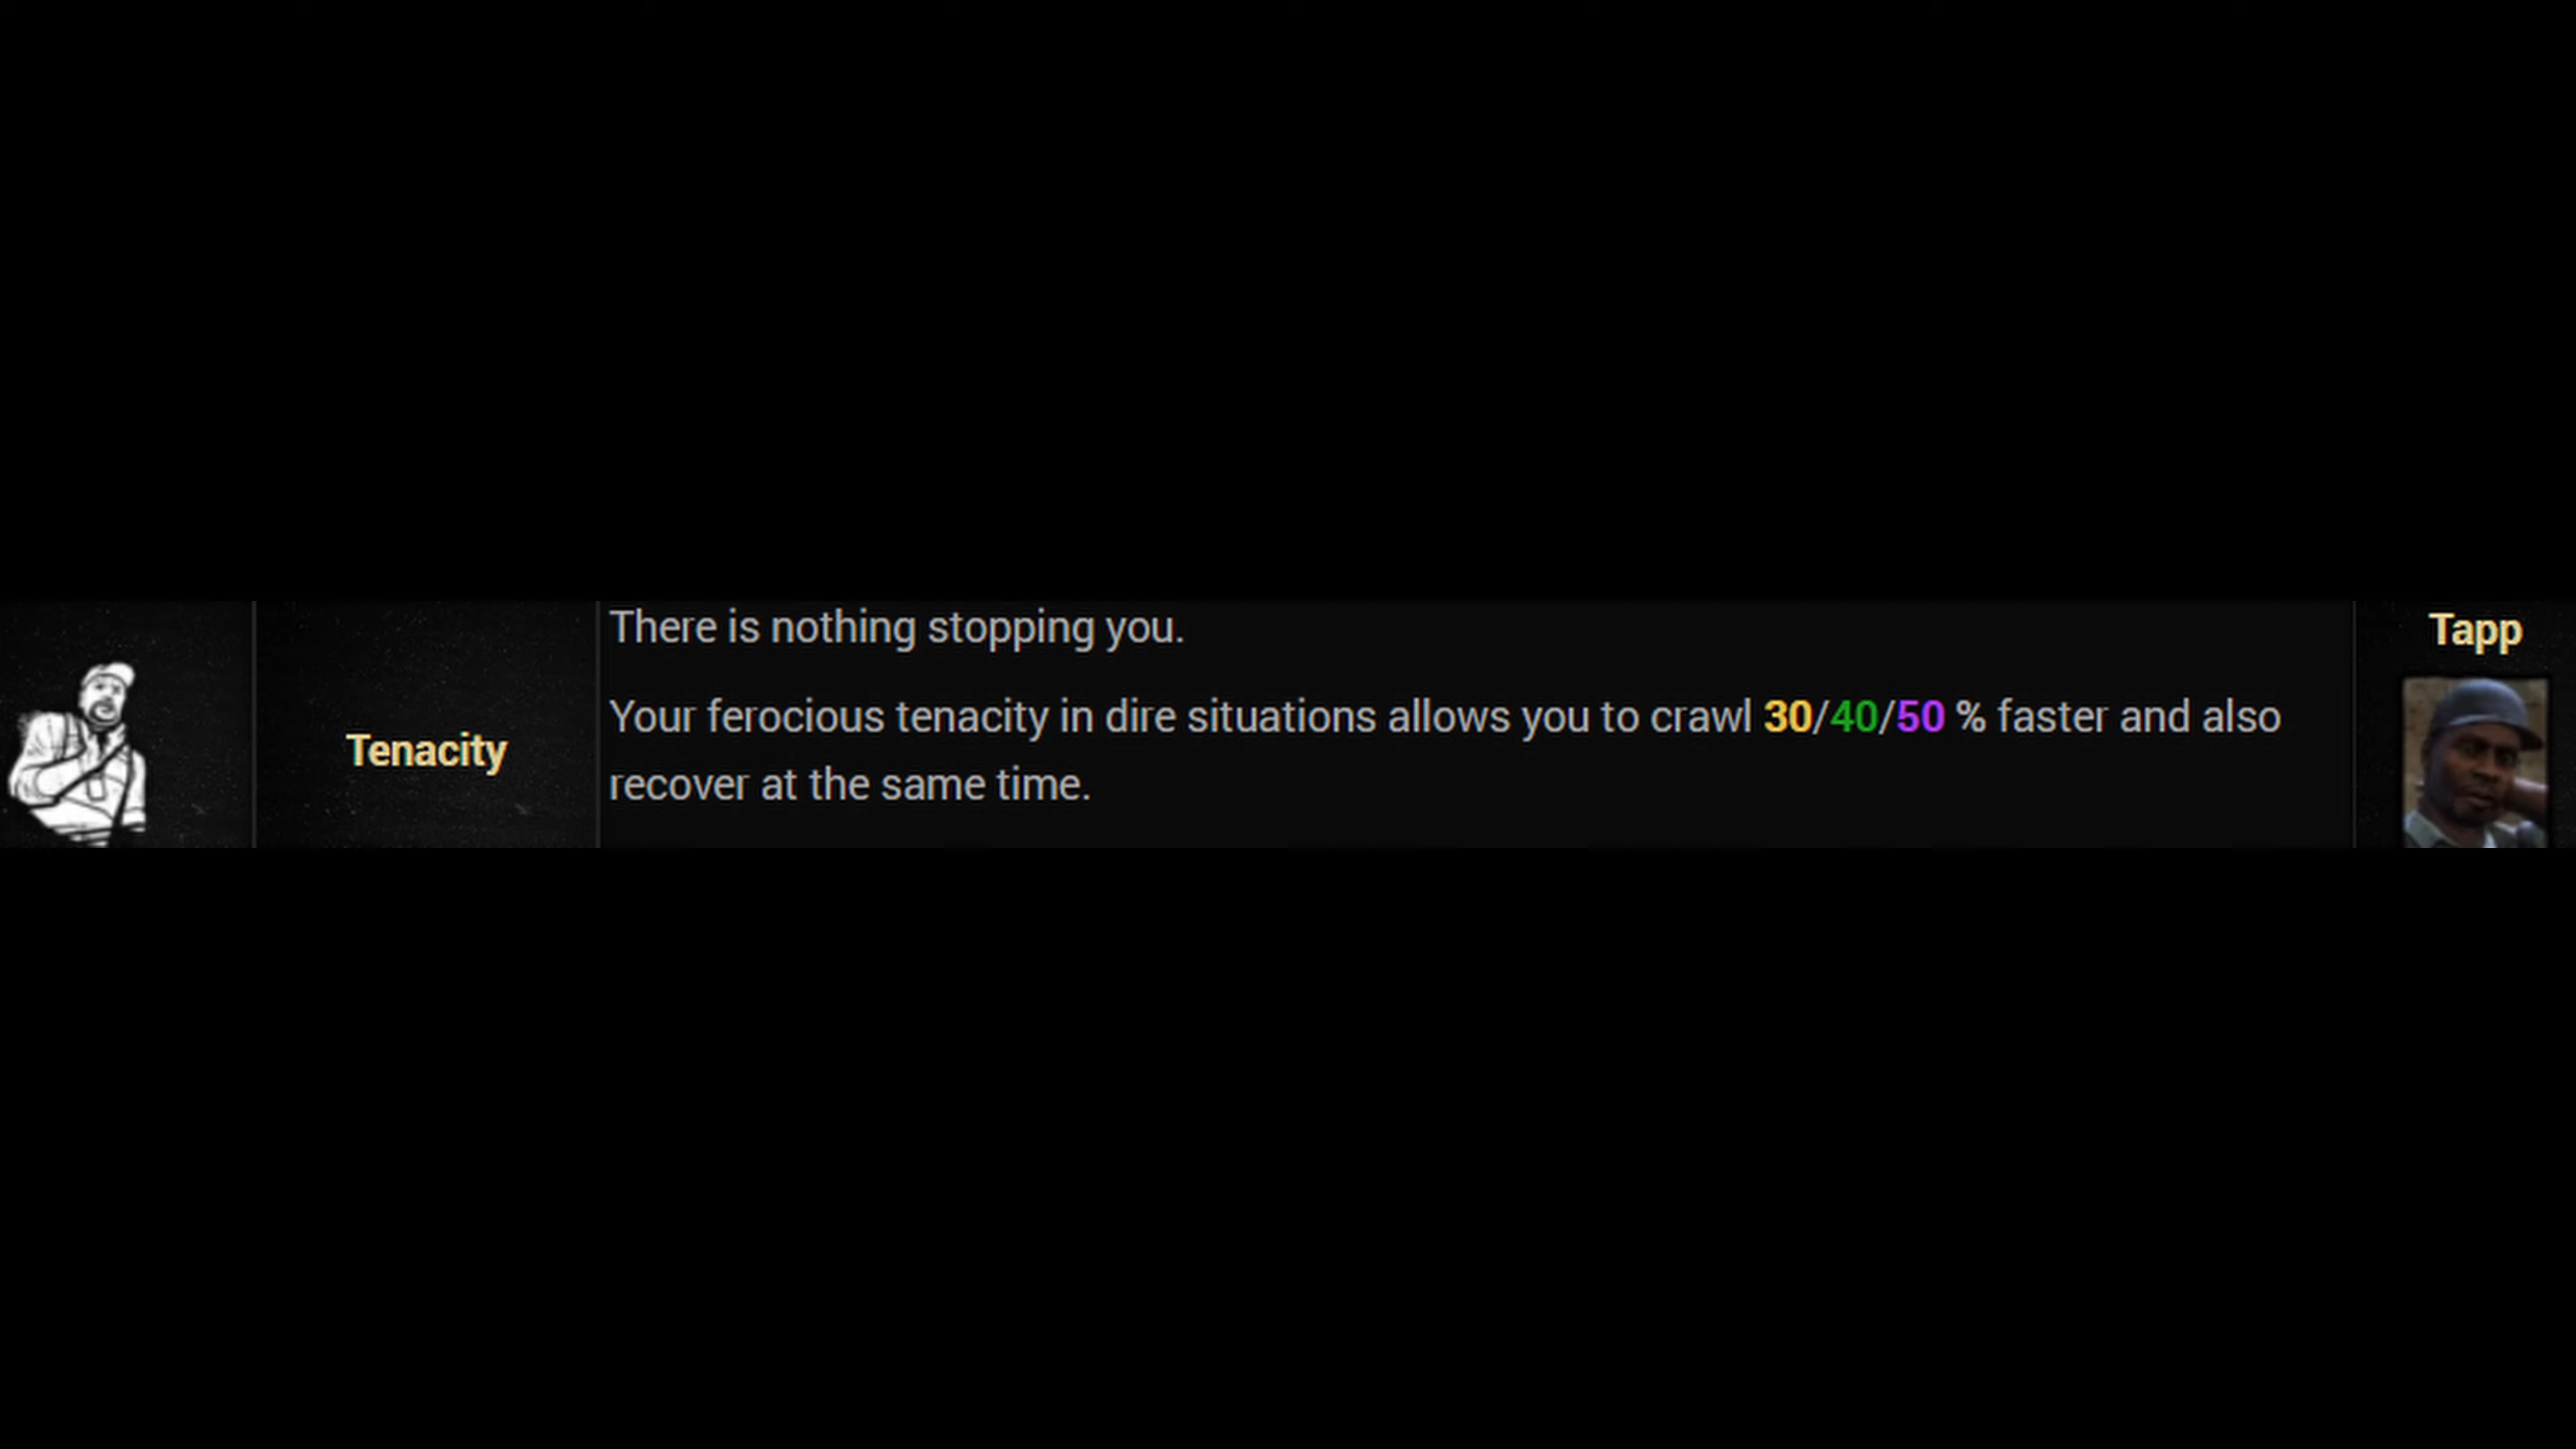 There is nothing stopping you.
Tapp
Tenacity
Your ferocious tenacity in dire situations allows you to crawl 30/40/50 % faster and also
recover at the same time.